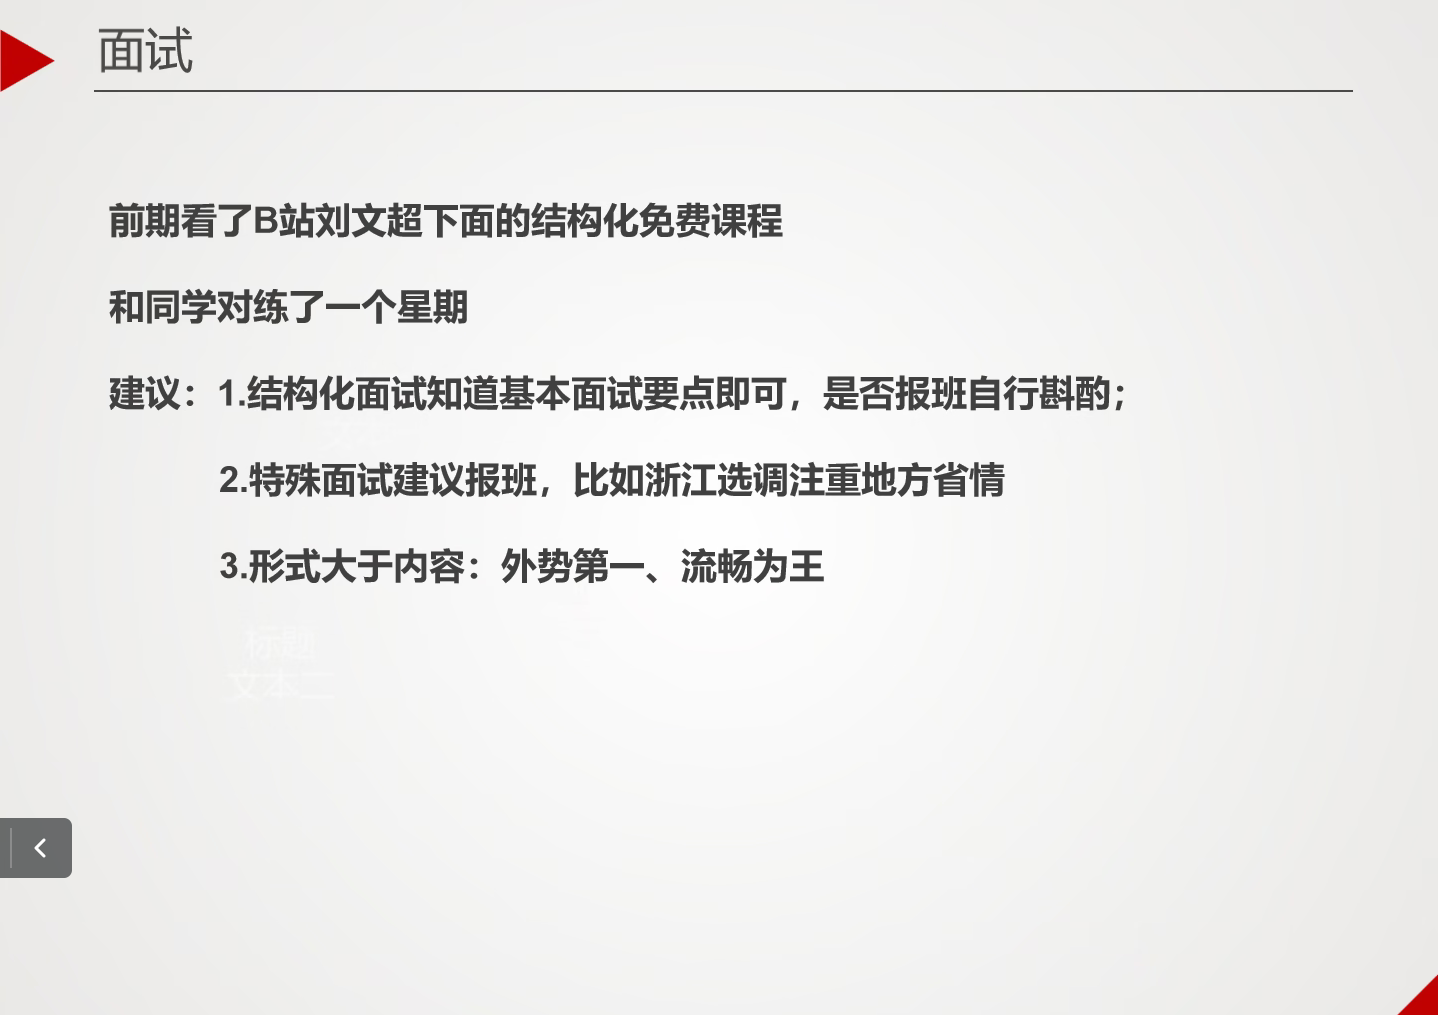 面试
前期看了B站刘文超下面的结构化免费课程
和同学对练了一个星期
建议：1.结构化面试知道基本面试要点即可，是否报班自行斟酌；
2.特殊面试建议报班，比如浙江选调注重地方省情
3.形式大于内容：外势第一、流畅为王
标题
文本三